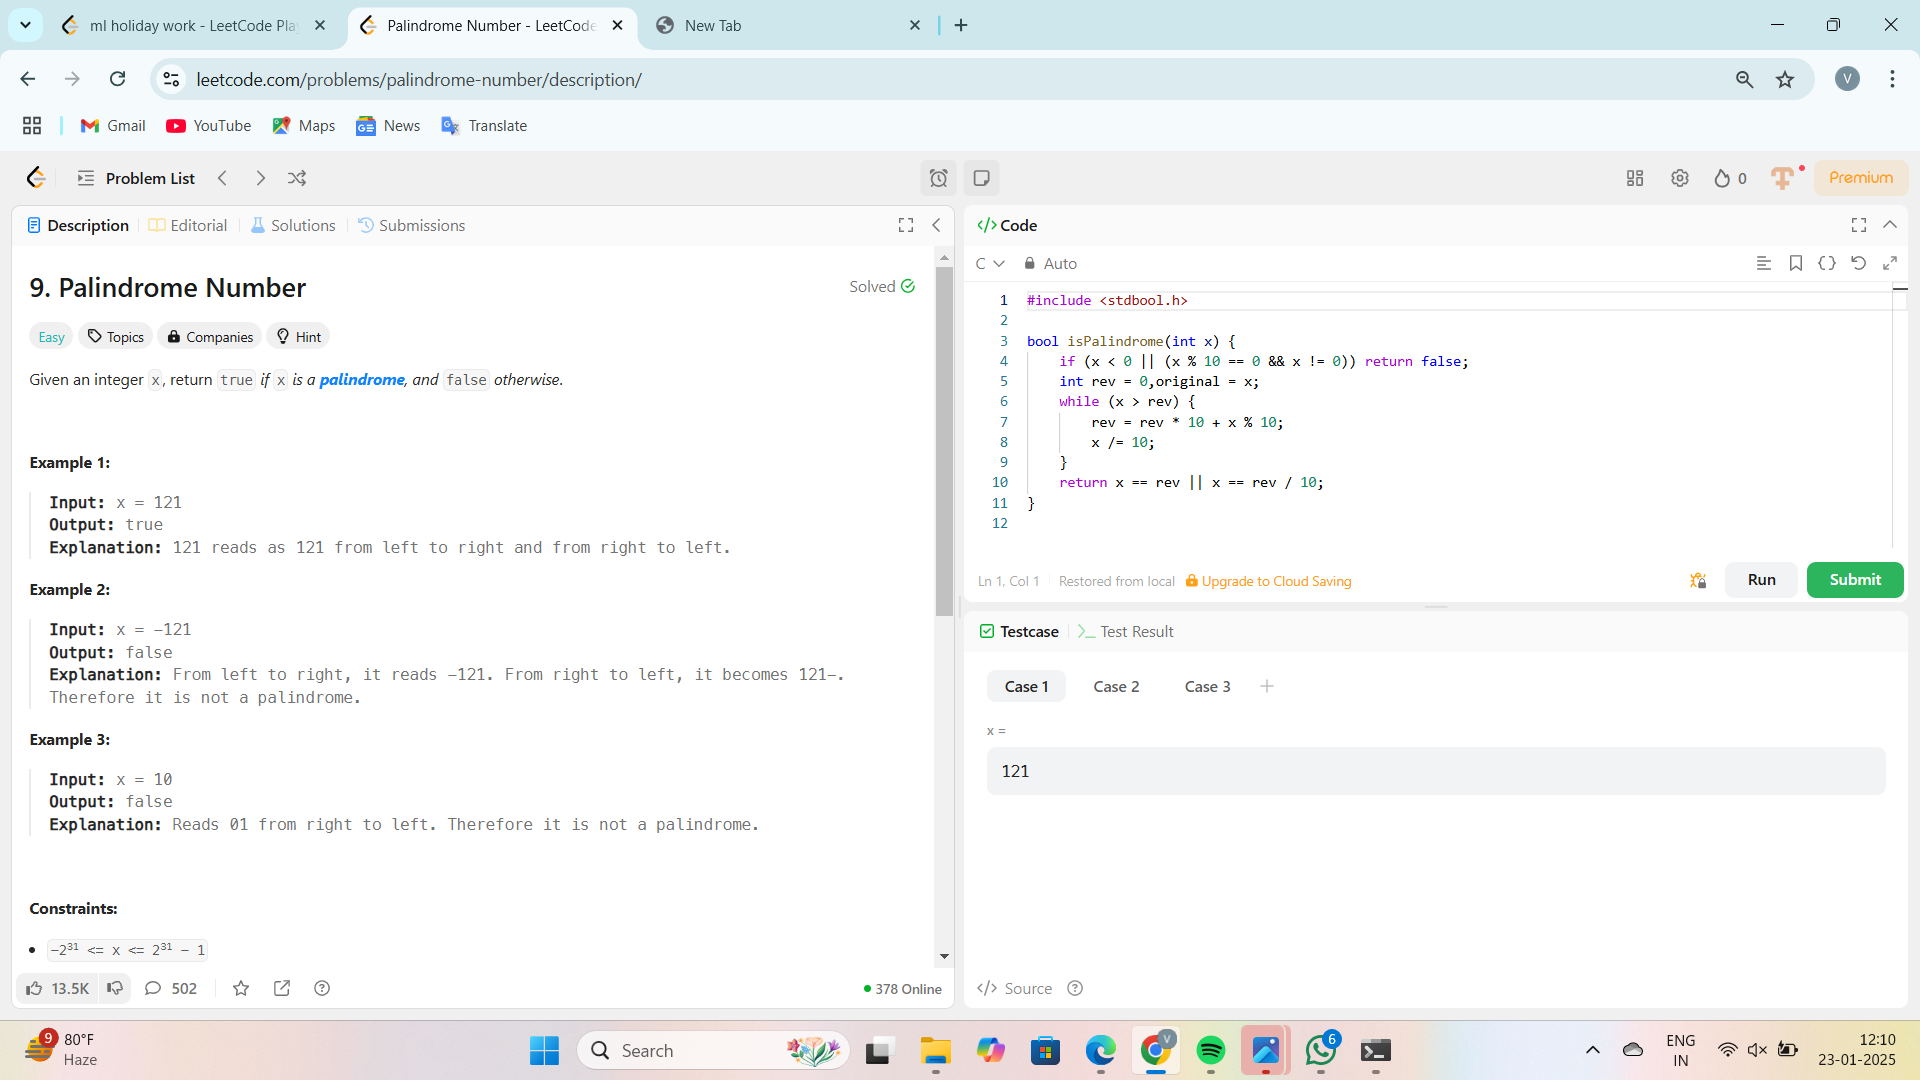 ml holiday work - LeetCode Pla
Palindrome Number - LeetCode
New Tab
leetcode.com/problems/palindrome-number/description/
V
Gmail
YouTube
Maps
News
Translate
Problem List
0
Premium
Description
Editorial
Solutions
Submissions
9. Palindrome Number
Solved
Easy
Topics
Companies
Hint
Given an integer x, return true if x is a palindrome, and false otherwise.
Example 1:
Input: x = 121
Output: true
Explanation: 121 reads as 121 from left to right and from right to left.
Example 2:
Input: x = -121
Output: false
Explanation: From left to right, it reads -121. From right to left, it becomes 121-.
Therefore it is not a palindrome.
Example 3:
Input: x = 10
Output: false
Explanation: Reads 01 from right to left. Therefore it is not a palindrome.
Constraints:
• -2³¹ <= x <= 2³¹ - 1
13.5K
502
378 Online
</> Code
C
Auto
1 #include <stdbool.h>
2
3 bool isPalindrome(int x) {
4     if (x < 0 || (x % 10 == 0 && x != 0)) return false;
5     int rev = 0,original = x;
6     while (x > rev) {
7         rev = rev * 10 + x % 10;
8         x /= 10;
9     }
10     return x == rev || x == rev / 10;
11 }
12
Ln 1, Col 1
Restored from local
Upgrade to Cloud Saving
Run
Submit
Testcase
Test Result
Case 1
Case 2
Case 3
x =
121
</> Source
9
80°F
Haze
Search
V
6
ENG
IN
12:10
23-01-2025